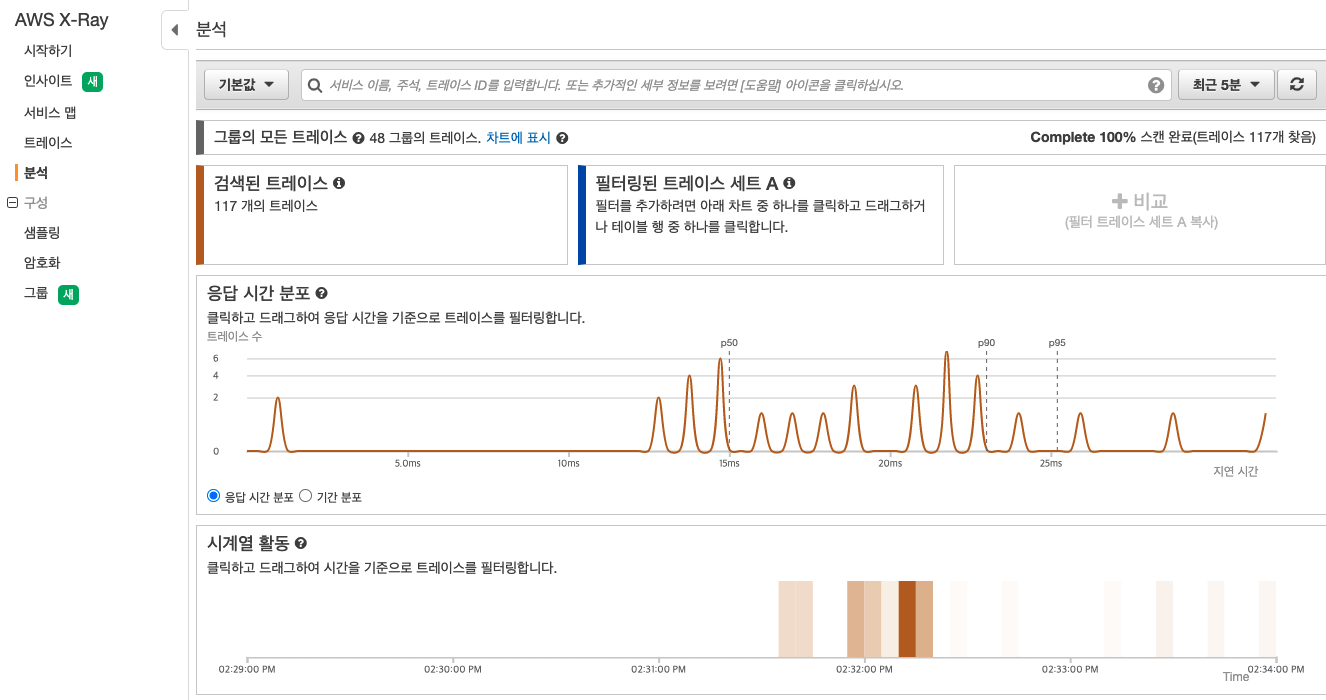 AWS X-Ray
시작하기
인사이트 새
서비스 맵
트레이스
분석
구성
샘플링
암호화
그룹 새
분석
기본값
서비스 이름, 주석, 트레이스 ID를 입력합니다. 또는 추가적인 세부 정보를 보려면 [도움말] 아이콘을 클릭하십시오.
최근 5분
그룹의 모든 트레이스 48 그룹의 트레이스. 차트에 표시
Complete 100% 스캔 완료(트레이스 117개 찾음)
검색된 트레이스
117 개의 트레이스
필터링된 트레이스 세트 A
필터를 추가하려면 아래 차트 중 하나를 클릭하고 드래그하거
나 테이블 행 중 하나를 클릭합니다.
비교
(필터 트레이스 세트 A 복사)
응답 시간 분포
클릭하고 드래그하여 응답 시간을 기준으로 트레이스를 필터링합니다.
트레이스 수
p50 p90 p95
6
4
2
0
5.0ms 10ms 15ms 20ms 25ms
지연 시간
응답 시간 분포 기간 분포
시계열 활동
클릭하고 드래그하여 시간을 기준으로 트레이스를 필터링합니다.
02:29:00 PM 02:30:00 PM 02:31:00 PM 02:32:00 PM 02:33:00 PM 02:34:00 PM
Time